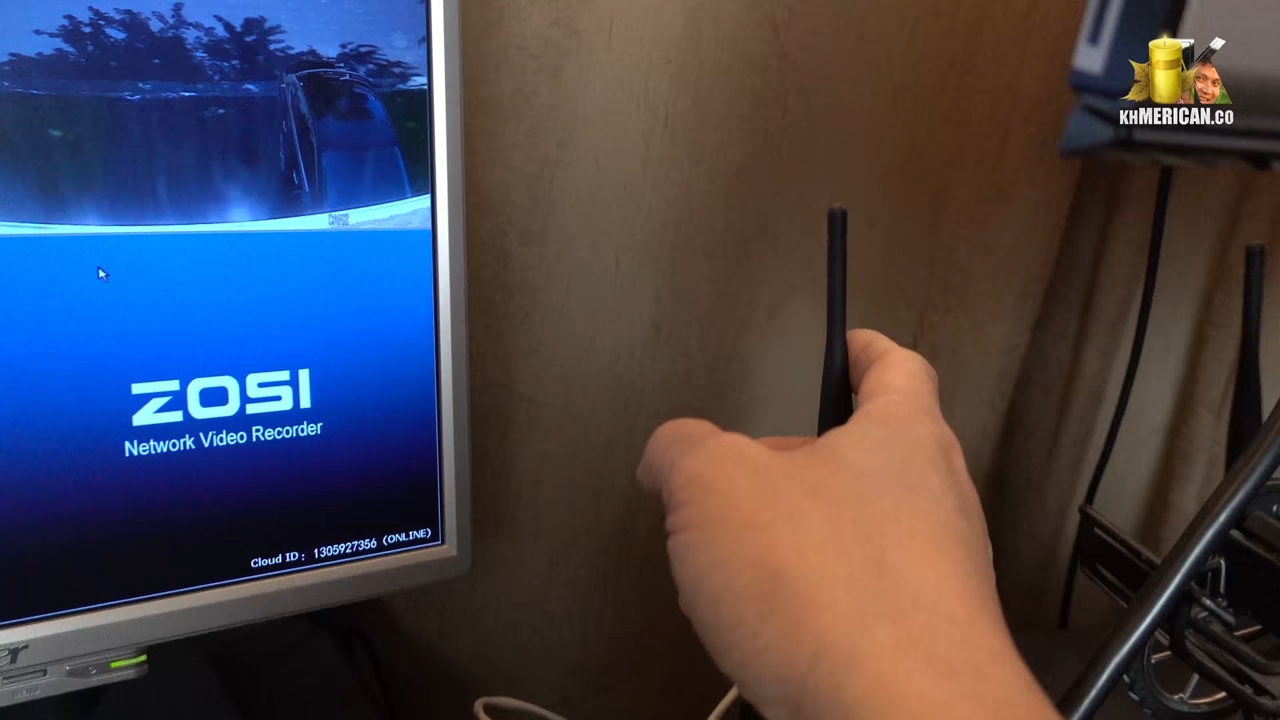 KHMERICAN.CO
ZOSI
Network Video Recorder
Cloud ID : 1305927356 (ONLINE)